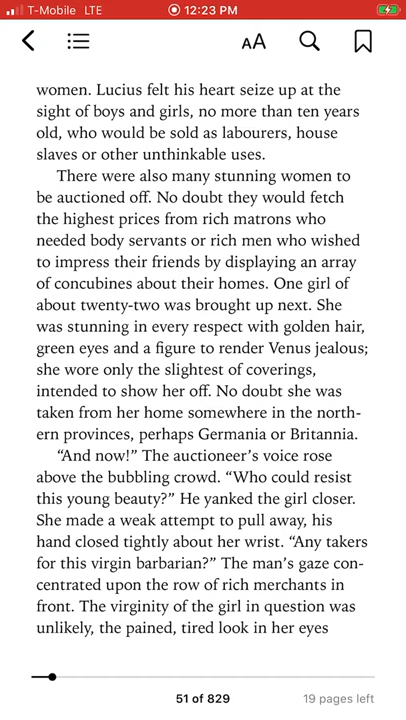 T-Mobile LTE 12:23 PM
AA
women. Lucius felt his heart seize up at the
sight of boys and girls, no more than ten years
old, who would be sold as labourers, house
slaves or other unthinkable uses.
There were also many stunning women to
be auctioned off. No doubt they would fetch
the highest prices from rich matrons who
needed body servants or rich men who wished
to impress their friends by displaying an array
of concubines about their homes. One girl of
about twenty-two was brought up next. She
was stunning in every respect with golden hair,
green eyes and a figure to render Venus jealous;
she wore only the slightest of coverings,
intended to show her off. No doubt she was
taken from her home somewhere in the north-
ern provinces, perhaps Germania or Britannia.
“And now!” The auctioneer’s voice rose
above the bubbling crowd. “Who could resist
this young beauty?” He yanked the girl closer.
She made a weak attempt to pull away, his
hand closed tightly about her wrist. “Any takers
for this virgin barbarian?” The man’s gaze con-
centrated upon the row of rich merchants in
front. The virginity of the girl in question was
unlikely, the pained, tired look in her eyes
51 of 829
19 pages left